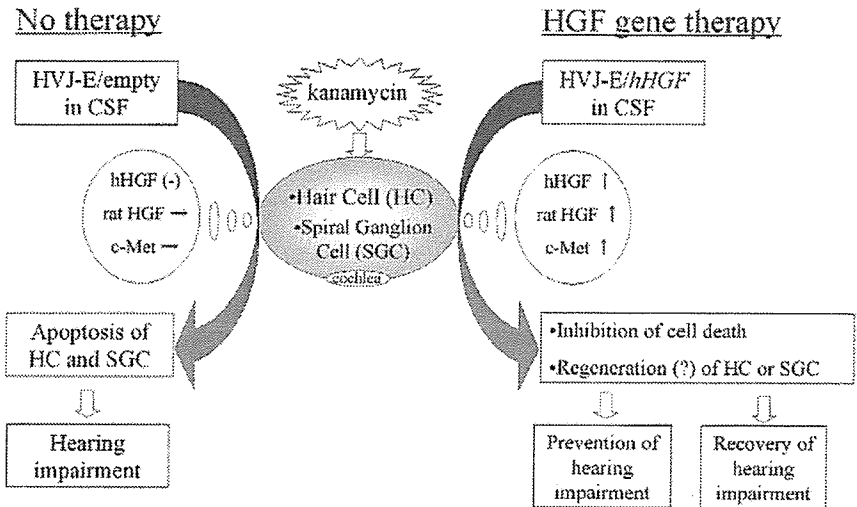 No therapy
HGF gene therapy
HVJ-E/empty
in CSF
kanamycin
HVJ-E/hHGF
in CSF
hHGF (-)
rat HGF →
c-Met →
•Hair Cell (HC)
•Spiral Ganglion
Cell (SGC)
cochlea
hHGF ↑
rat HGF ↑
c-Met ↑
Apoptosis of
HC and SGC
•Inhibition of cell death
•Regeneration (?) of HC or SGC
Hearing
impairment
Prevention of
hearing
impairment
Recovery of
hearing
impairment